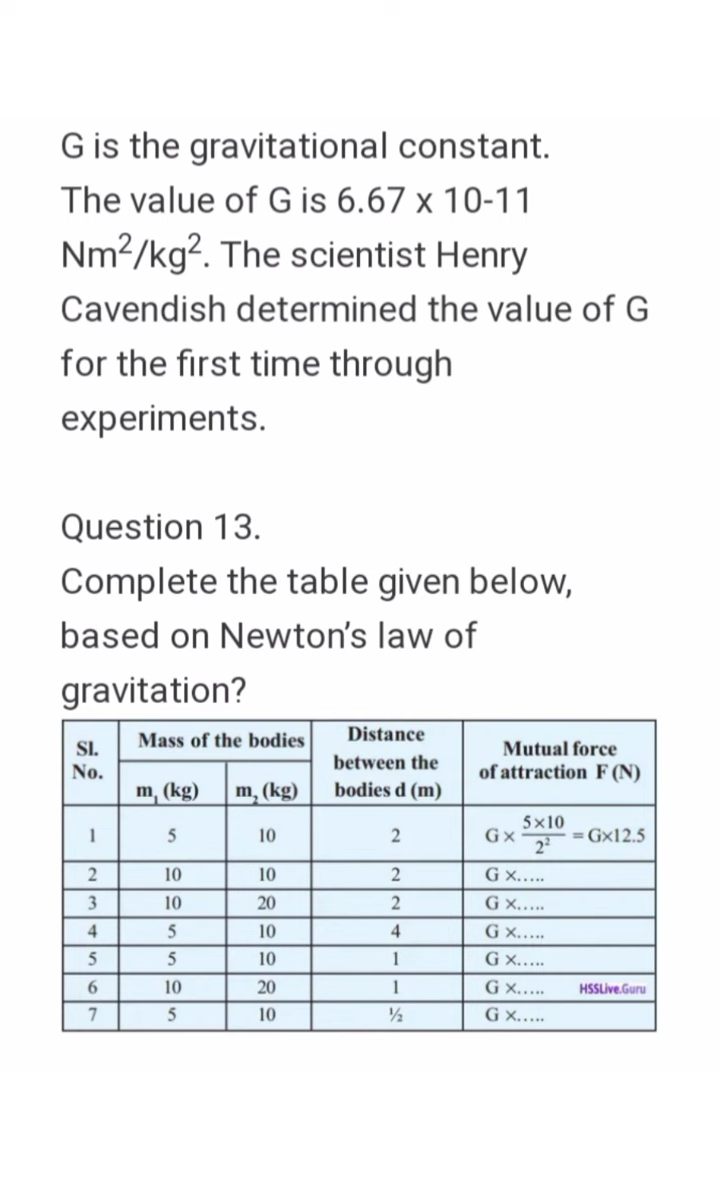 G is the gravitational constant.
The value of G is 6.67 x 10-11
Nm²/kg². The scientist Henry
Cavendish determined the value of G
for the first time through
experiments.
Question 13.
Complete the table given below,
based on Newton's law of
gravitation?
Sl. No. | Mass of the bodies | Distance between the bodies d (m) | Mutual force of attraction F (N)
m₁ (kg) | m₂ (kg)
1 | 5 | 10 | 2 | G× 5×10/2² = G×12.5
2 | 10 | 10 | 2 | G ×.....
3 | 10 | 20 | 2 | G ×.....
4 | 5 | 10 | 4 | G ×.....
5 | 5 | 10 | 1 | G ×.....
6 | 10 | 20 | 1 | G ×..... HSSLive.Guru
7 | 5 | 10 | ½ | G ×.....